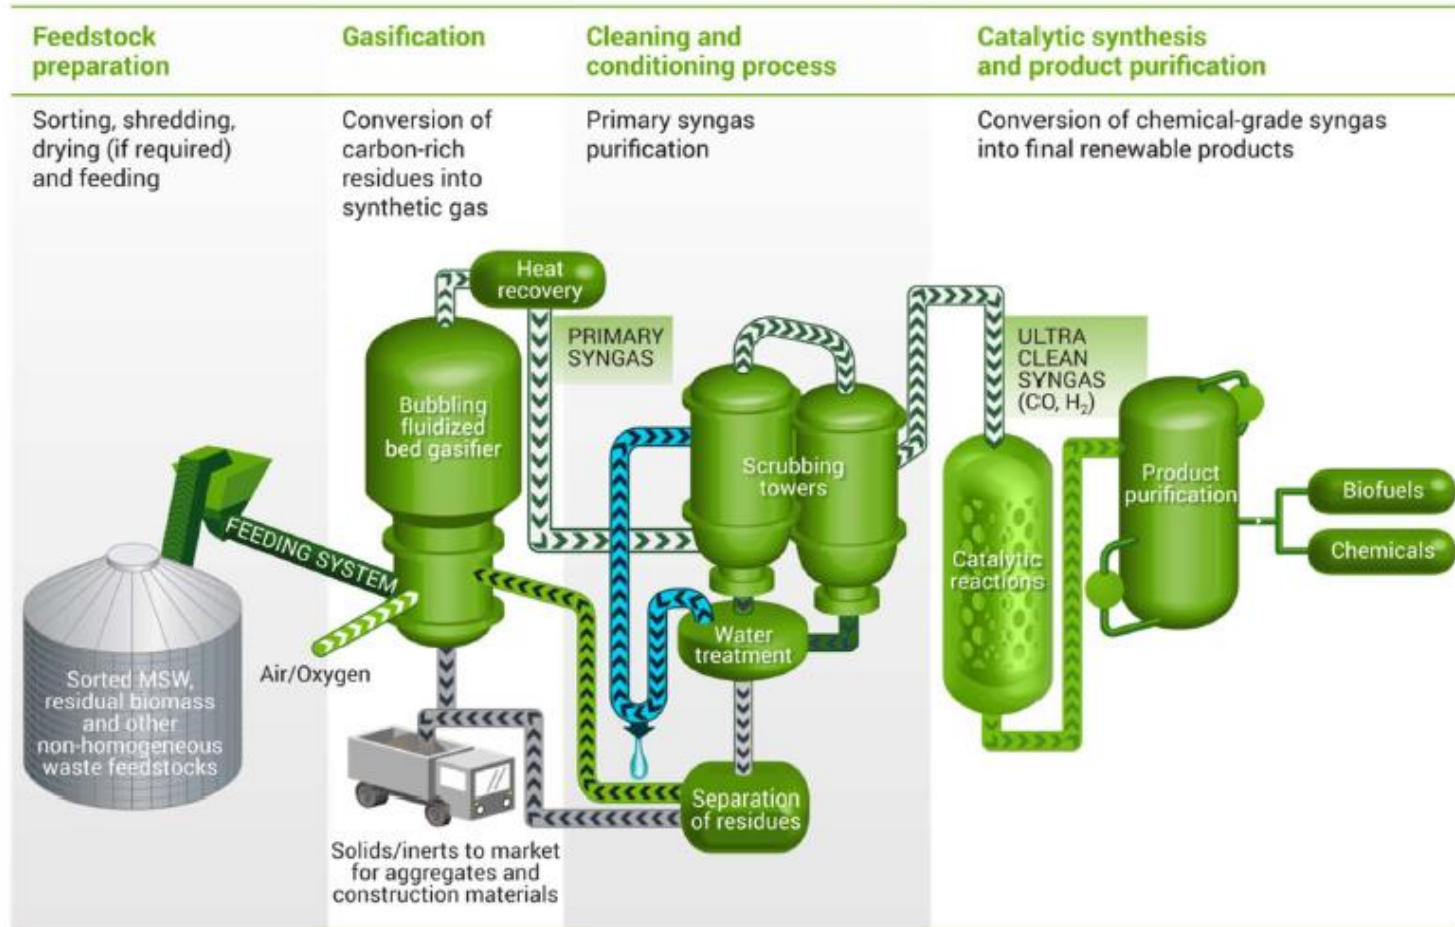 Feedstock
preparation
Gasification
Cleaning and
conditioning process
Catalytic synthesis
and product purification
Sorting, shredding,
drying (if required)
and feeding
Conversion of
carbon-rich
residues into
synthetic gas
Primary syngas
purification
Conversion of chemical-grade syngas
into final renewable products
Heat
recovery
PRIMARY
SYNGAS
ULTRA
CLEAN
SYNGAS
(CO, H₂)
Bubbling
fluidized
bed gasifier
Scrubbing
towers
Product
purification
Biofuels
Chemicals
FEEDING SYSTEM
Catalytic
reactions
Water
treatment
Air/Oxygen
Sorted MSW,
residual biomass
and other
non-homogeneous
waste feedstocks
Separation
of residues
Solids/inerts to market
for aggregates and
construction materials